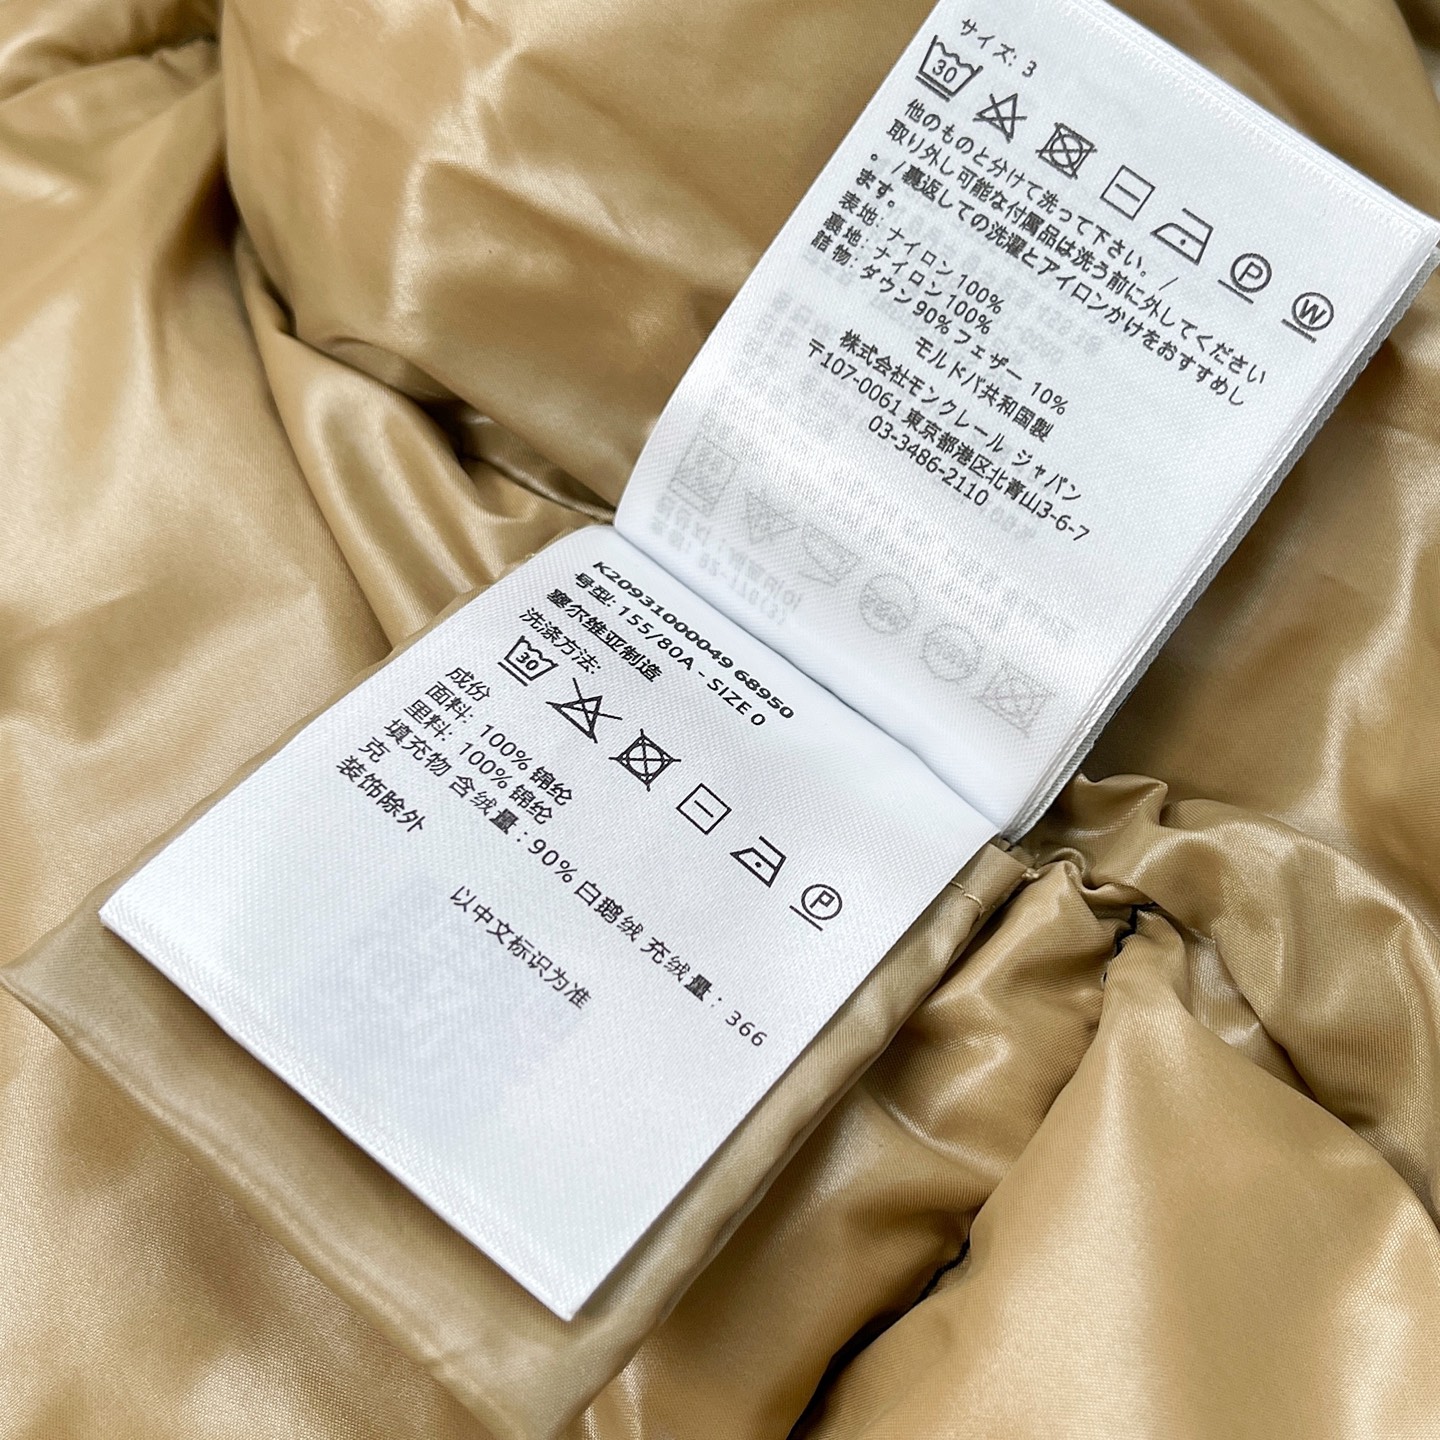 サイズ: 3
30
P
W
他のものと分けて洗って下さい。 /
取り外し可能な付属品は洗う前に外してください
。 /裏返しての洗濯とアイロンかけをおすすめし
ます。
表地: ナイロン 100%
裏地: ナイロン 100%
詰物: ダウン 90% フェザー 10%
モルドバ共和国製
株式会社モンクレール ジャパン
〒107-0061 東京都港区北青山3-6-7
03-3486-2110
K20931000049 68950
号型: 155/80A - SIZE 0
塞尔维亚制造
洗涤方法:
30
P
成份
面料: 100% 锦纶
里料: 100% 锦纶
填充物 含绒量 : 90% 白鹅绒 充绒量 : 366
克
装饰除外
以中文标识为准